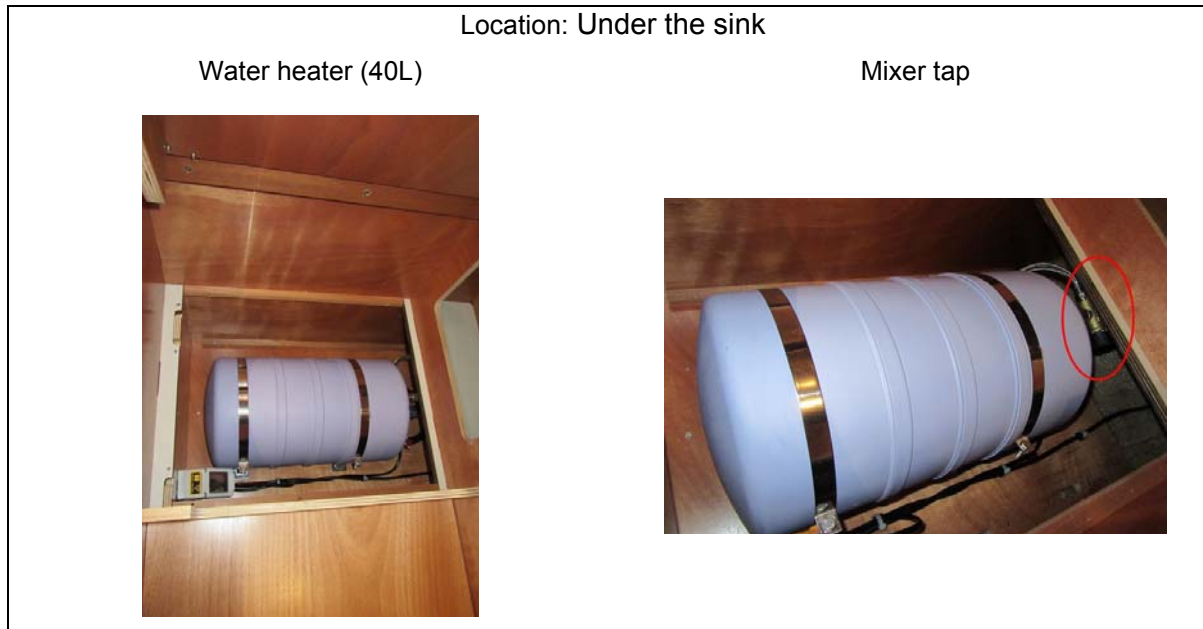 Location: Under the sink
Water heater (40L)
Mixer tap